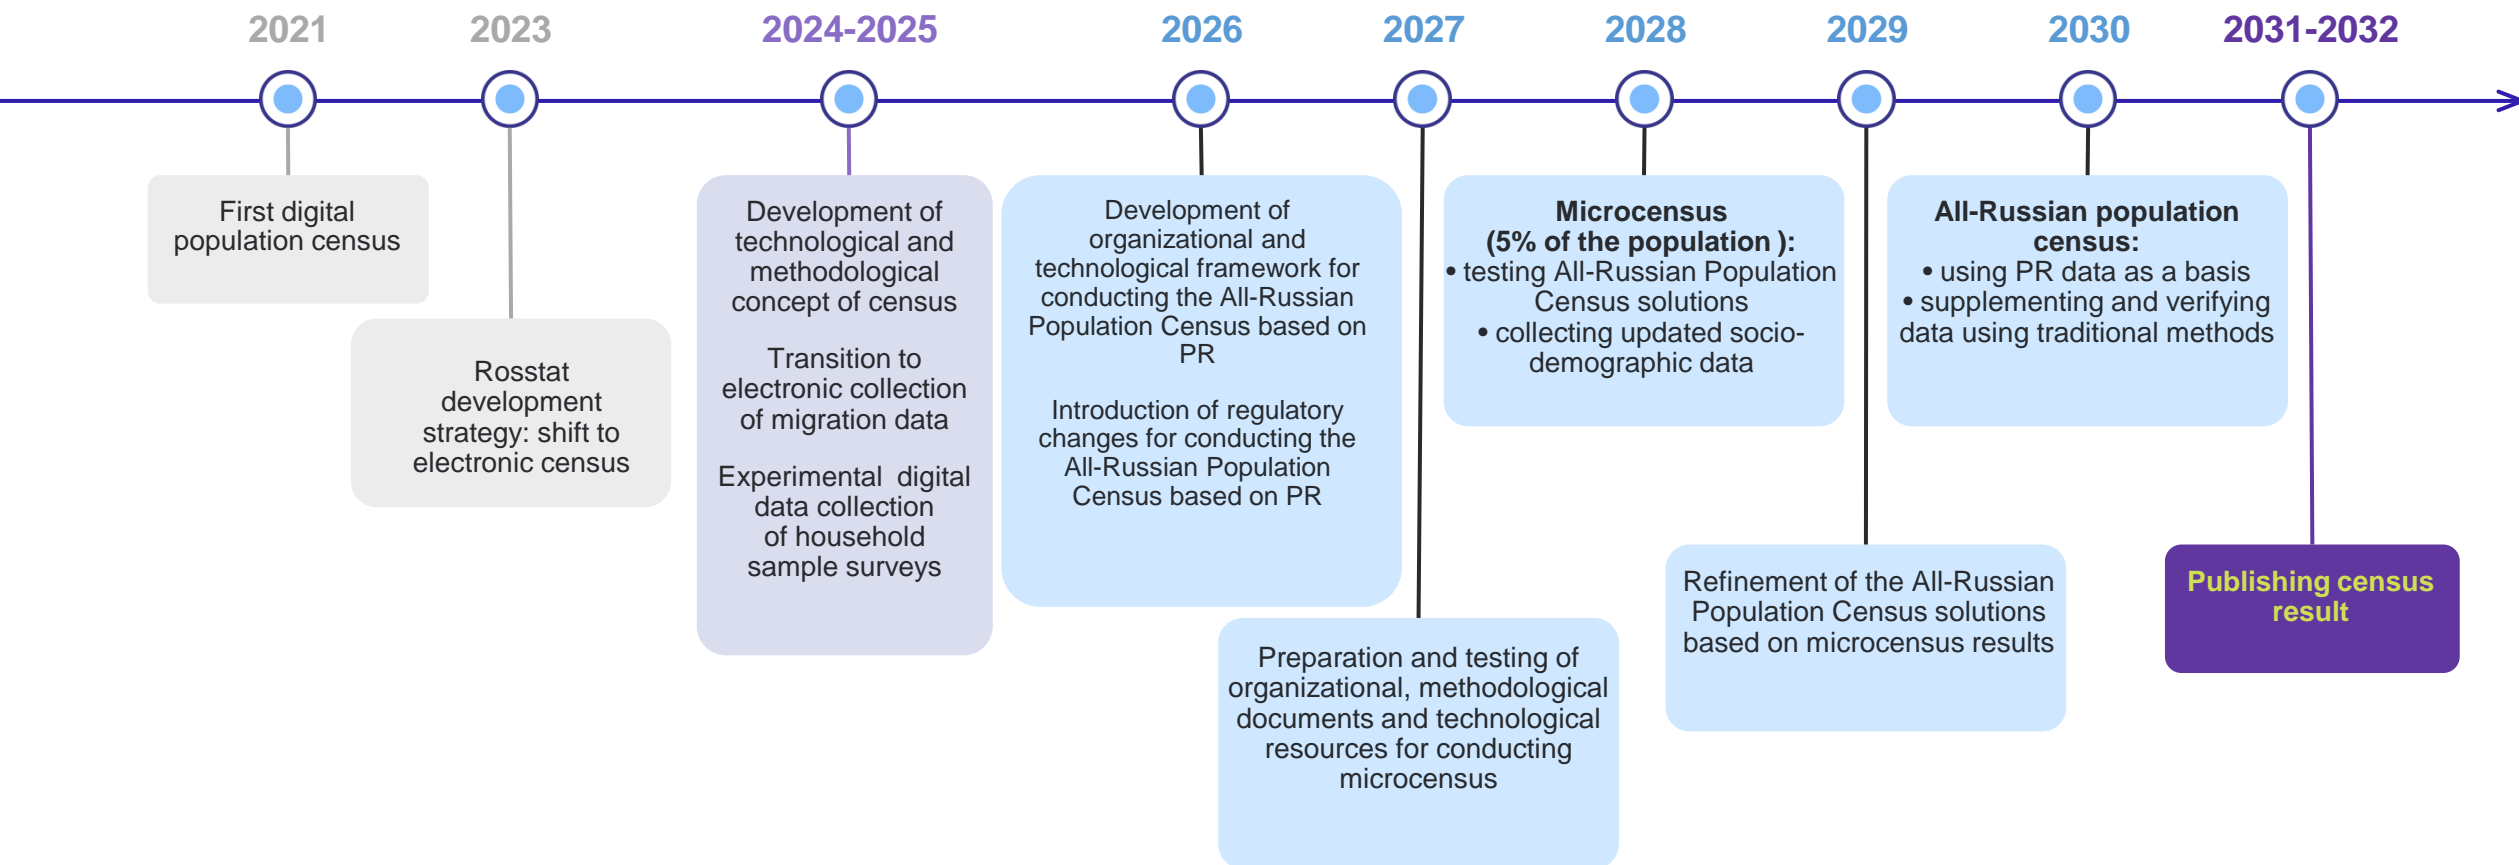 2021
2023
2024-2025
2026
2027
2028
2029
2030
2031-2032
First digital
population census
Rosstat
development
strategy: shift to
electronic census
Development of
technological and
methodological
concept of census
Transition to
electronic collection
of migration data
Experimental  digital
data collection
of household
sample surveys
Development of
organizational and
technological framework for
conducting the All-Russian
Population Census based on
PR
Introduction of regulatory
changes for conducting the
All-Russian Population
Census based on PR
Preparation and testing of
organizational, methodological
documents and technological
resources for conducting
microcensus
Microcensus
(5% of the population ):
• testing All-Russian Population
Census solutions
• collecting updated socio-
demographic data
Refinement of the All-Russian
Population Census solutions
based on microcensus results
All-Russian population
census:
• using PR data as a basis
• supplementing and verifying
data using traditional methods
Publishing census
result